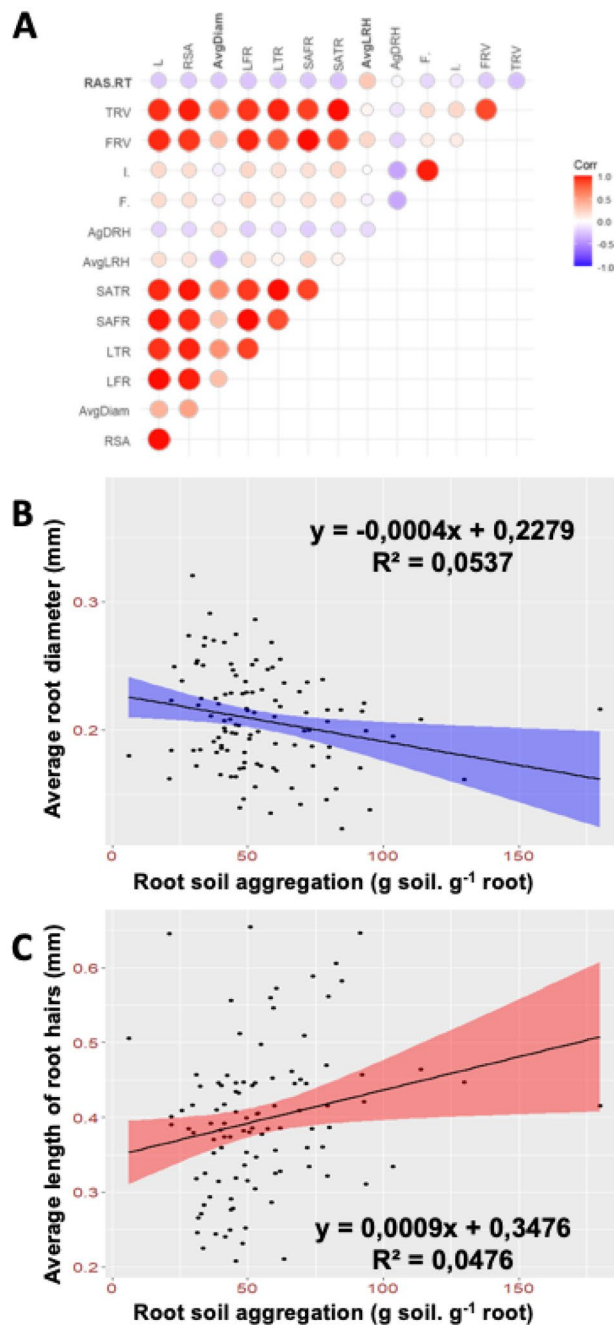 A
L RSA AvgDiam LFR LTR SAFR SATR AvgLRH AgDRH F. I. FRV TRV
RAS.RT
TRV
FRV
I.
F.
AgDRH
AvgLRH
SATR
SAFR
LTR
LFR
AvgDiam
RSA
Corr
1.0
0.5
0.0
-0.5
-1.0
B
y = -0,0004x + 0,2279
R² = 0,0537
Average root diameter (mm)
0.3
0.2
0 50 100 150
Root soil aggregation (g soil. g⁻¹ root)
C
Average length of root hairs (mm)
0.6
0.5
0.4
0.3
0.2
y = 0,0009x + 0,3476
R² = 0,0476
0 50 100 150
Root soil aggregation (g soil. g⁻¹ root)